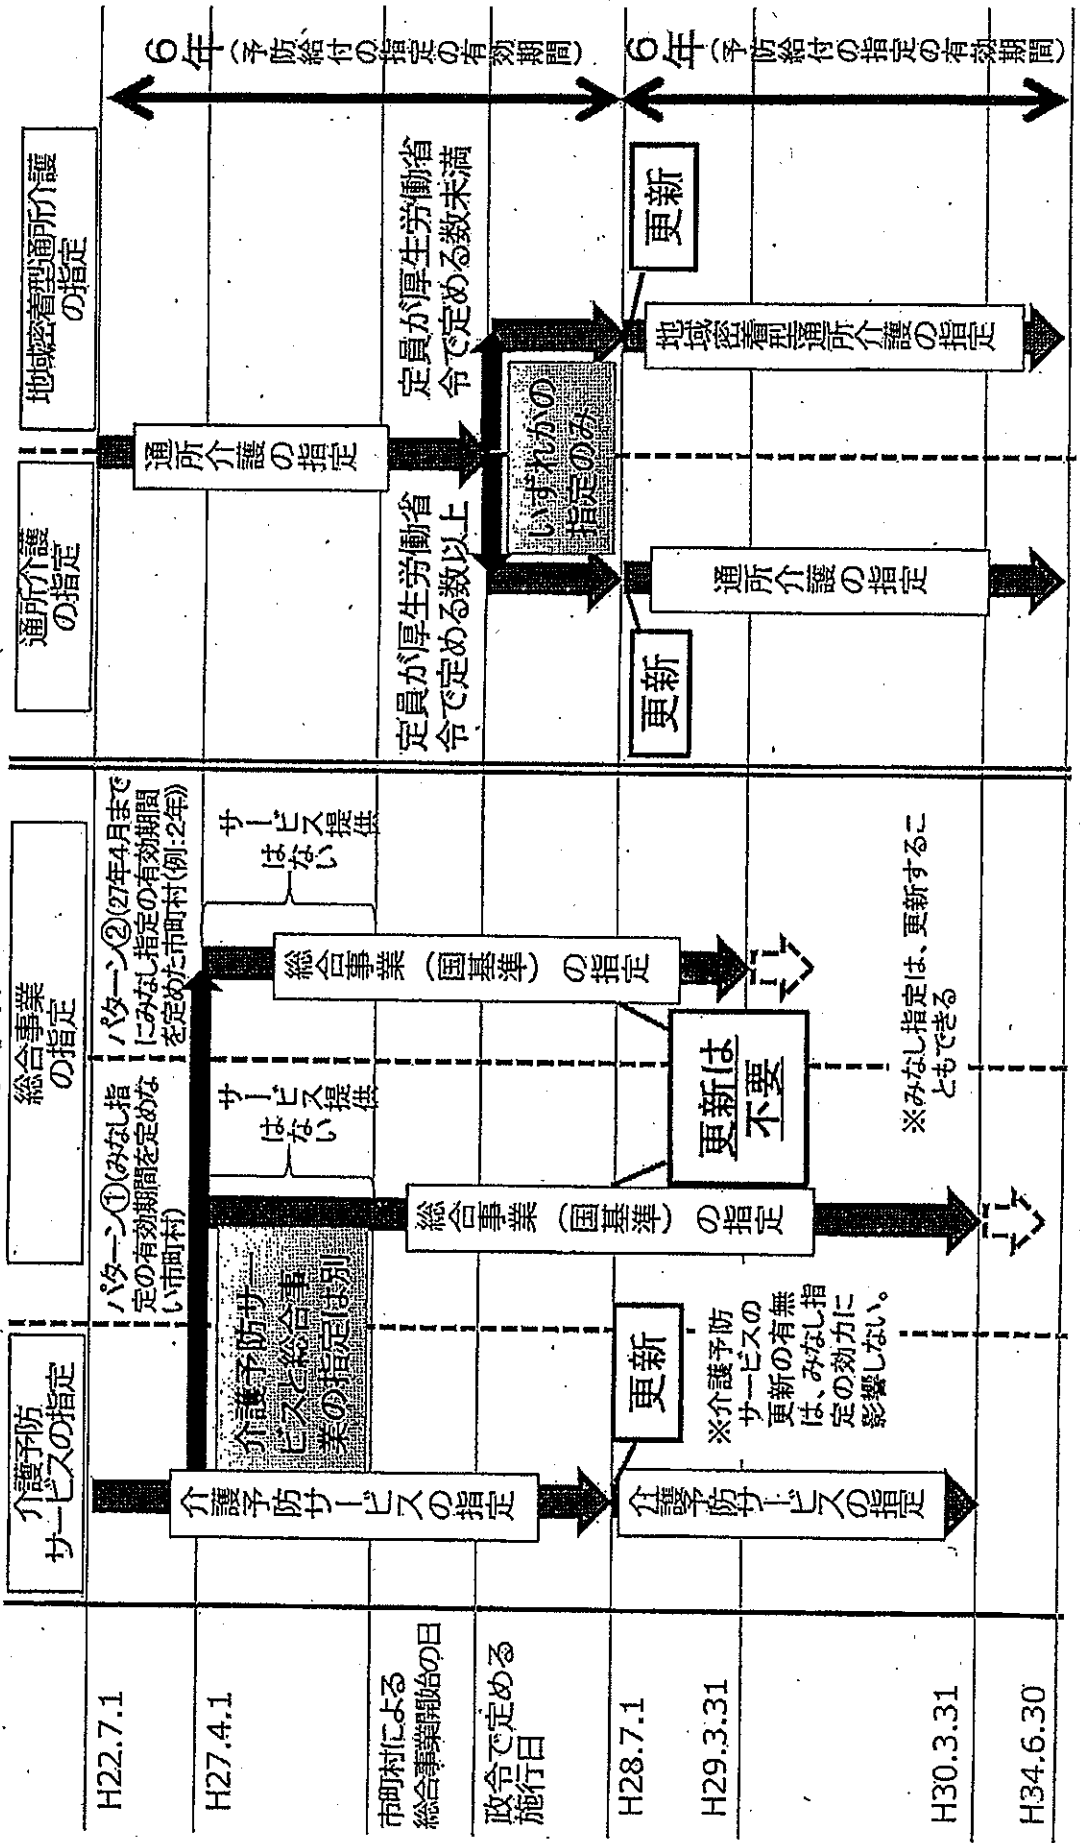 介護予防
サービスの指定
総合事業
の指定
通所介護
の指定
地域密着型通所介護
の指定
H22.7.1
H27.4.1
市町村による
総合事業開始の日
政令で定める
施行日
H28.7.1
H29.3.31
H30.3.31
H34.6.30
介護予防サービスの指定
更新
介護予防サービスの指定
介護予防サー
ビスと総合事
業の指定は別
※介護予防
サービスの
更新の有無
は、みなし指
定の効力に
影響しない。
パターン①(みなし指
定の有効期間を定めな
い市町村)
サービス提供
はない
総合事業(国基準)の指定
パターン②(27年4月まで
にみなし指定の有効期間
を定めた市町村(例:2年))
サービス提供
はない
総合事業(国基準)の指定
更新は
不要
※みなし指定は、更新するこ
ともできる
通所介護の指定
定員が厚生労働省
令で定める数以上
定員が厚生労働省
令で定める数未満
いずれかの
指定のみ
更新
通所介護の指定
更新
地域密着型通所介護の指定
6年(予防給付の指定の有効期間)
6年(予防給付の指定の有効期間)